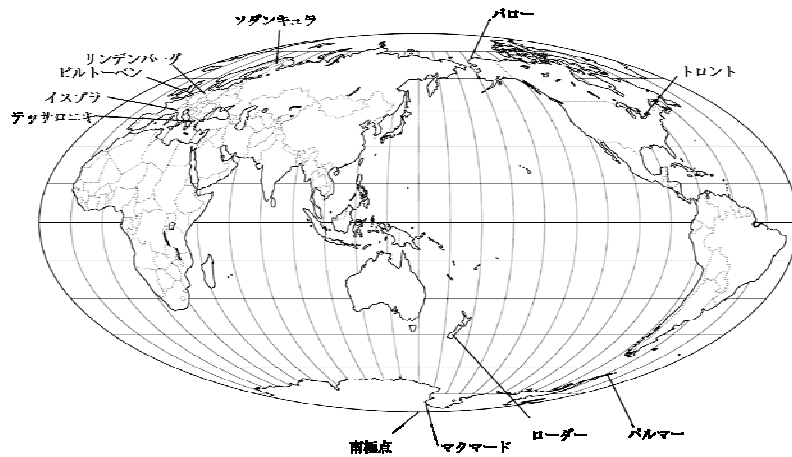 ソダンキュラ
バロー
リンデンバーグ
ビルトーベン
トロント
イスプラ
テッサロニキ
南極点
マクマード
ローダー
パルマー